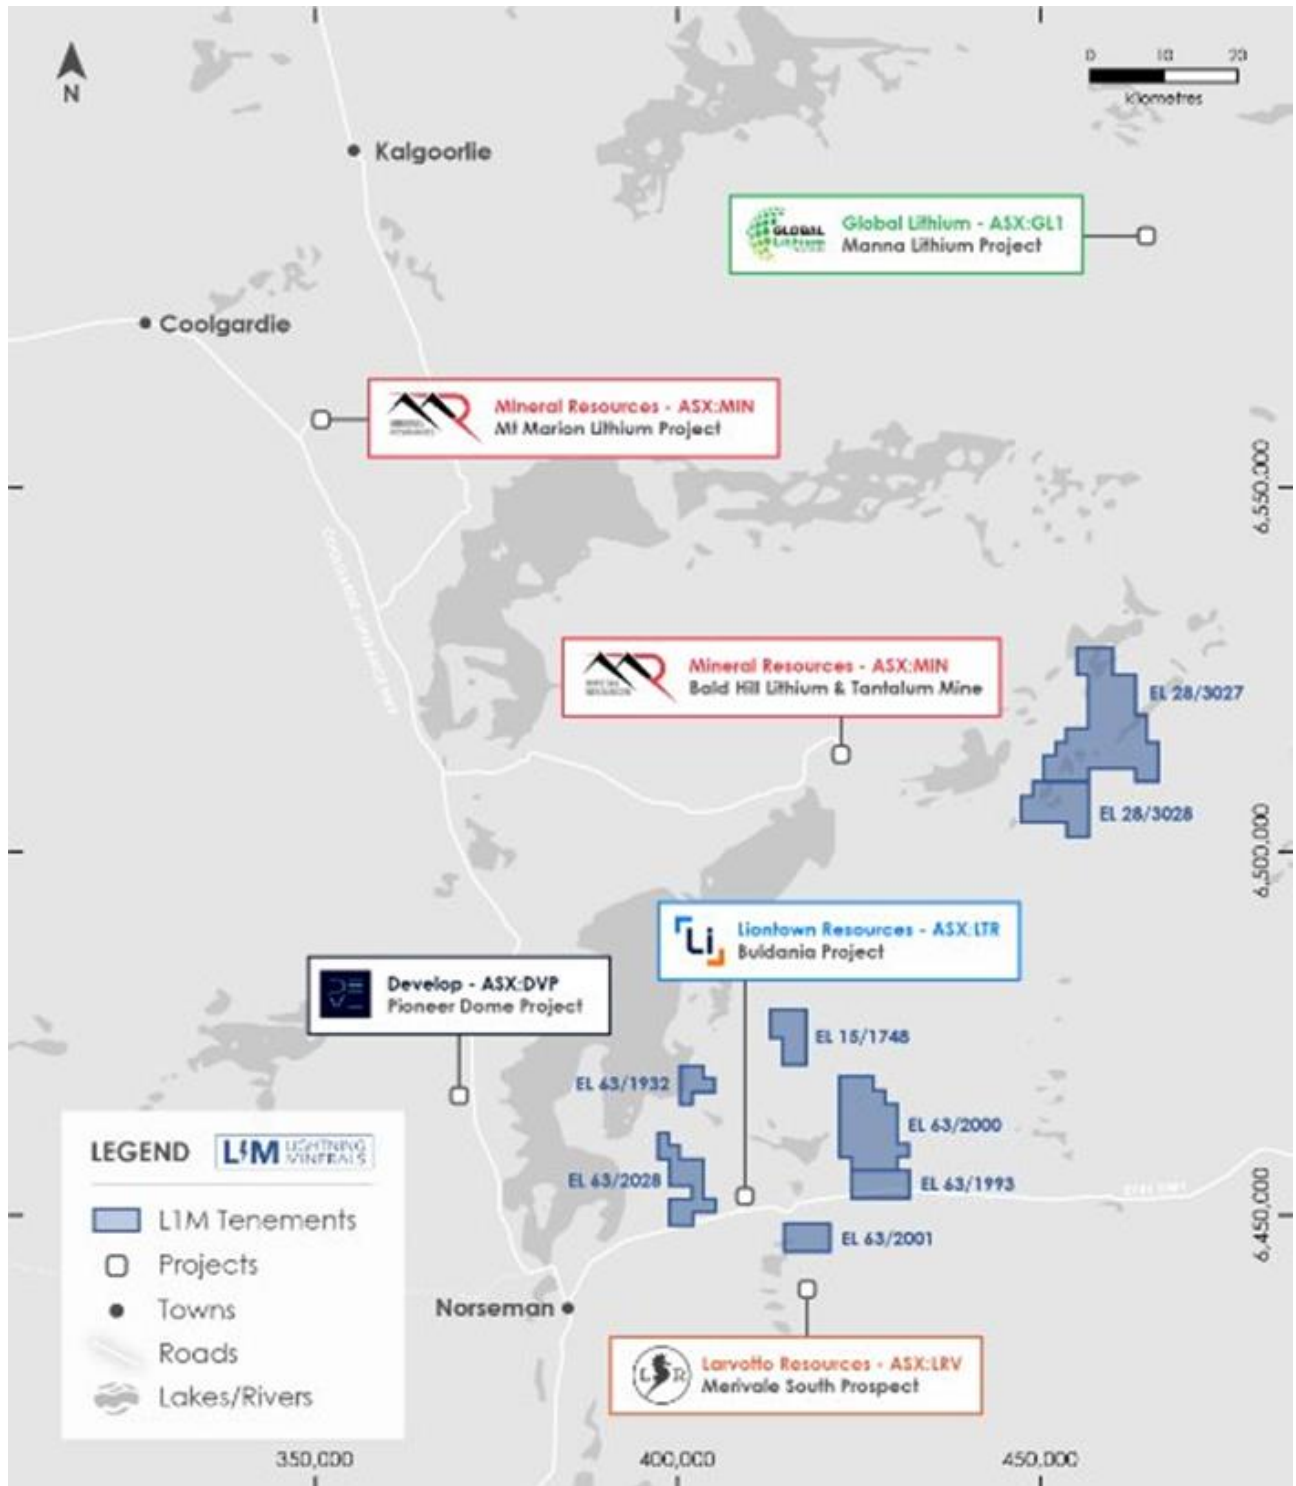 0 10 20
kilometres
N
Kalgoorlie
GLOBAL
Lithium
Global Lithium - ASX:GL1
Manna Lithium Project
Coolgardie
Mineral Resources - ASX:MIN
Mt Marion Lithium Project
6,550,000
Mineral Resources - ASX:MIN
Bald Hill Lithium & Tantalum Mine
EL 28/3027
EL 28/3028
6,500,000
Li
Liontown Resources - ASX:LTR
Buldania Project
Develop - ASX:DVP
Pioneer Dome Project
EL 15/1748
EL 63/1932
EL 63/2000
EL 63/2028
EL 63/1993
6,450,000
EL 63/2001
Norseman
L R
Larvotto Resources - ASX:LRV
Merivale South Prospect
LEGEND
L1M LIGHTNING
MINERALS
L1M Tenements
Projects
Towns
Roads
Lakes/Rivers
350,000
400,000
450,000